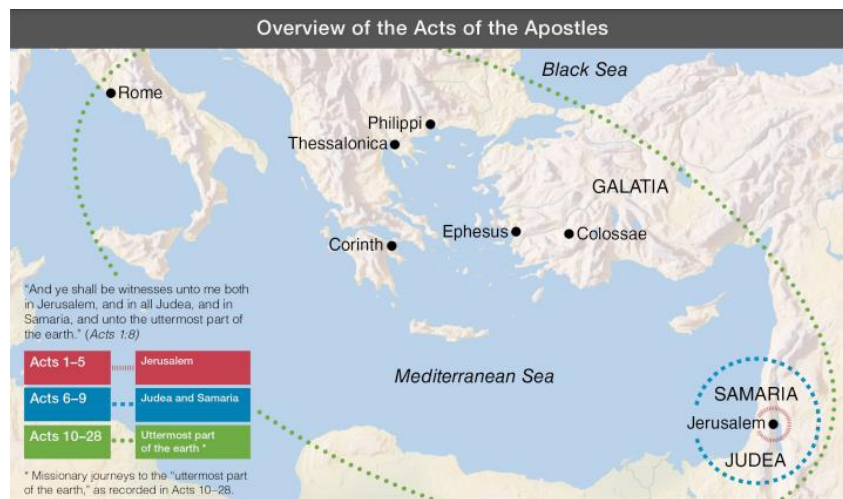 Overview of the Acts of the Apostles
Black Sea
Rome
Philippi
Thessalonica
GALATIA
Ephesus
Colossae
Corinth
"And ye shall be witnesses unto me both
in Jerusalem, and in all Judea, and in
Samaria, and unto the uttermost part of
the earth." (Acts 1:8)
Acts 1–5
Jerusalem
Acts 6–9
Judea and Samaria
Acts 10–28
Uttermost part
of the earth *
* Missionary journeys to the "uttermost part
of the earth," as recorded in Acts 10–28.
Mediterranean Sea
SAMARIA
Jerusalem
JUDEA